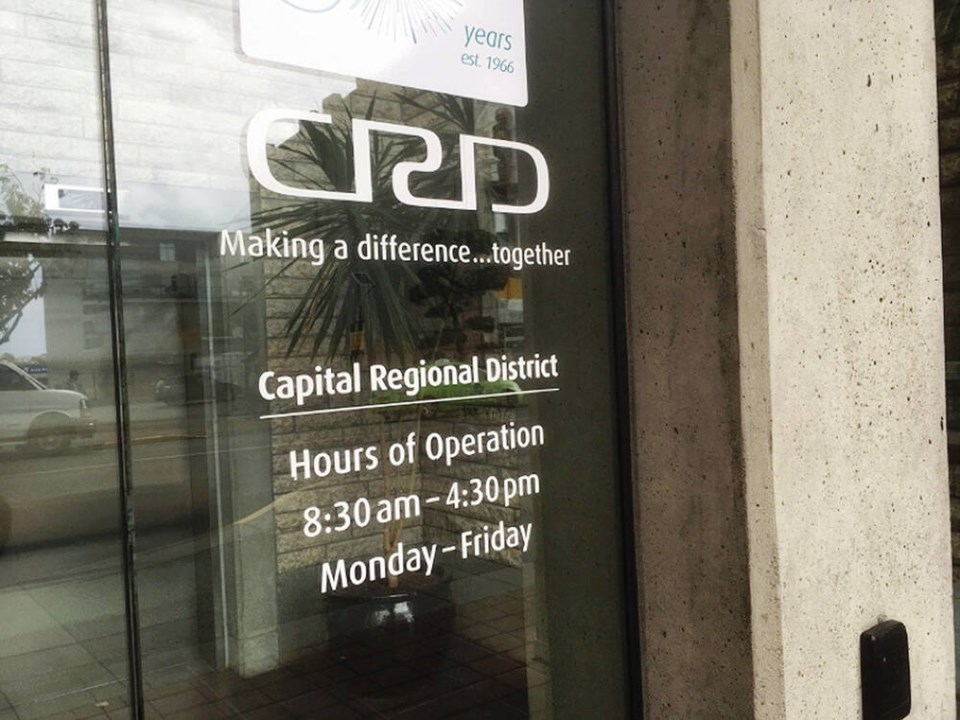 years
est. 1966
CRD
Making a difference...together
Capital Regional District
Hours of Operation
8:30 am – 4:30 pm
Monday – Friday